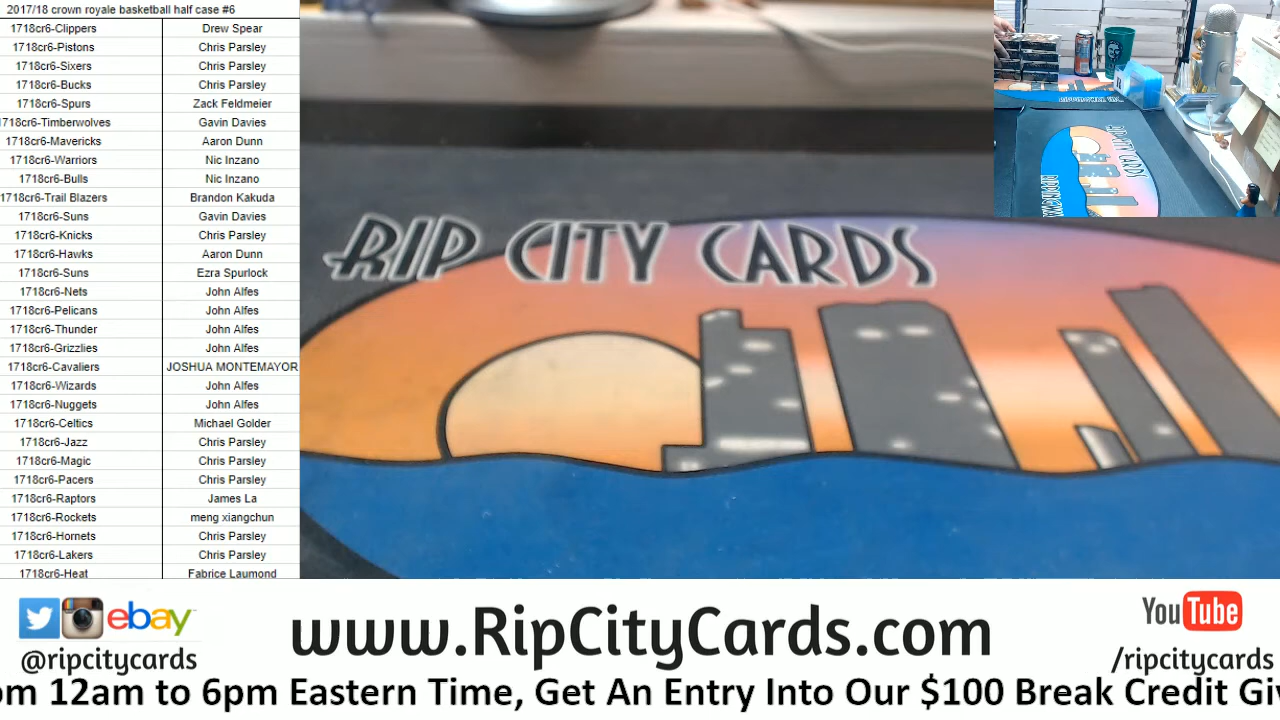 2017/18 crown royale basketball half case #6
1718cr6-Clippers Drew Spear
1718cr6-Pistons Chris Parsley
1718cr6-Sixers Chris Parsley
1718cr6-Bucks Chris Parsley
1718cr6-Spurs Zack Feldmeier
1718cr6-Timberwolves Gavin Davies
1718cr6-Mavericks Aaron Dunn
1718cr6-Warriors Nic Inzano
1718cr6-Bulls Nic Inzano
1718cr6-Trail Blazers Brandon Kakuda
1718cr6-Suns Gavin Davies
1718cr6-Knicks Chris Parsley
1718cr6-Hawks Aaron Dunn
1718cr6-Suns Ezra Spurlock
1718cr6-Nets John Alfes
1718cr6-Pelicans John Alfes
1718cr6-Thunder John Alfes
1718cr6-Grizzlies John Alfes
1718cr6-Cavaliers JOSHUA MONTEMAYOR
1718cr6-Wizards John Alfes
1718cr6-Nuggets John Alfes
1718cr6-Celtics Michael Golder
1718cr6-Jazz Chris Parsley
1718cr6-Magic Chris Parsley
1718cr6-Pacers Chris Parsley
1718cr6-Raptors James La
1718cr6-Rockets meng xiangchun
1718cr6-Hornets Chris Parsley
1718cr6-Lakers Chris Parsley
1718cr6-Heat Fabrice Laumond
RIP CITY CARDS
RIP CITY CARDS
ebay
@ripcitycards
www.RipCityCards.com
YouTube
/ripcitycards
om 12am to 6pm Eastern Time, Get An Entry Into Our $100 Break Credit Giv